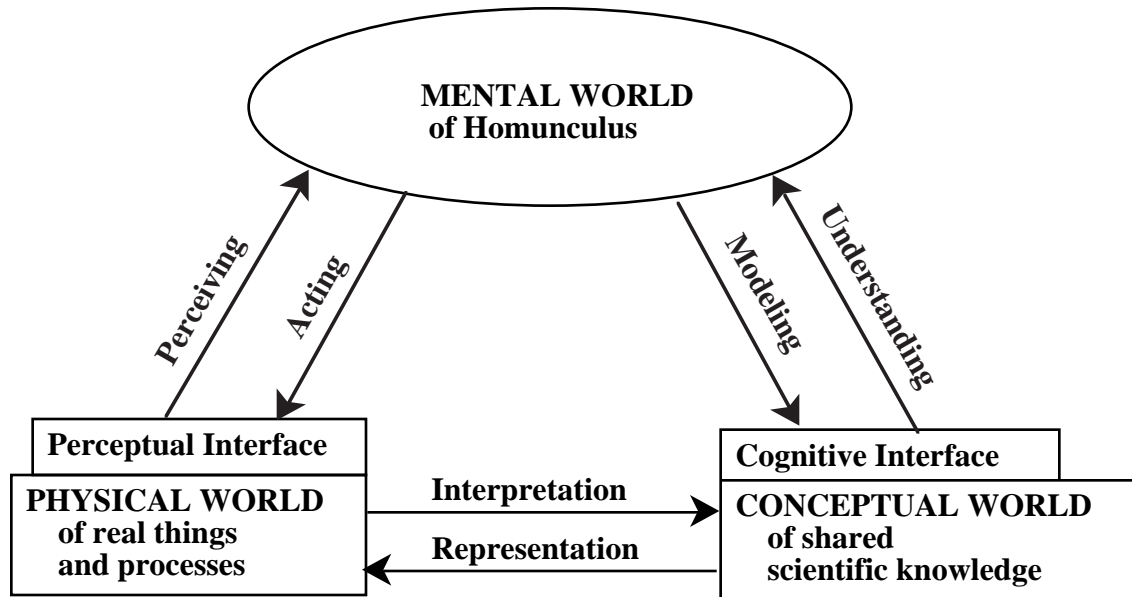 MENTAL WORLD
of Homunculus
Perceiving
Acting
Modeling
Understanding
Perceptual Interface
PHYSICAL WORLD
of real things
and processes
Interpretation
Representation
Cognitive Interface
CONCEPTUAL WORLD
of shared
scientific knowledge